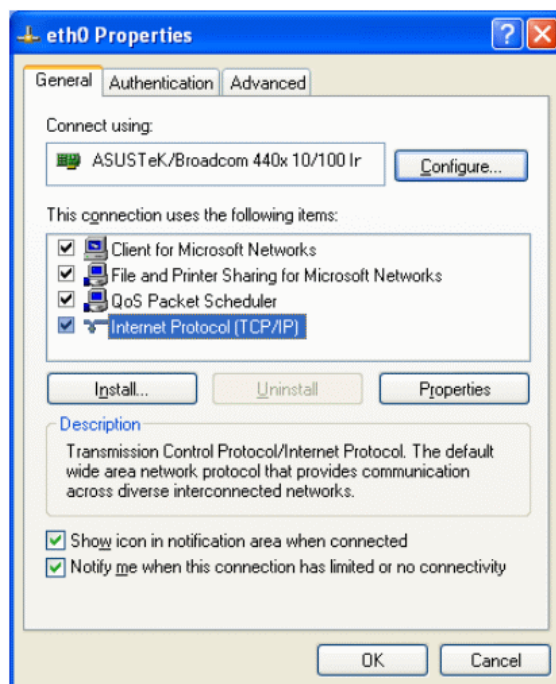 eth0 Properties
General Authentication Advanced
Connect using:
ASUSTeK/Broadcom 440x 10/100 Ir
Configure...
This connection uses the following items:
Client for Microsoft Networks
File and Printer Sharing for Microsoft Networks
QoS Packet Scheduler
Internet Protocol (TCP/IP)
Install... Uninstall Properties
Description
Transmission Control Protocol/Internet Protocol. The default
wide area network protocol that provides communication
across diverse interconnected networks.
Show icon in notification area when connected
Notify me when this connection has limited or no connectivity
OK Cancel